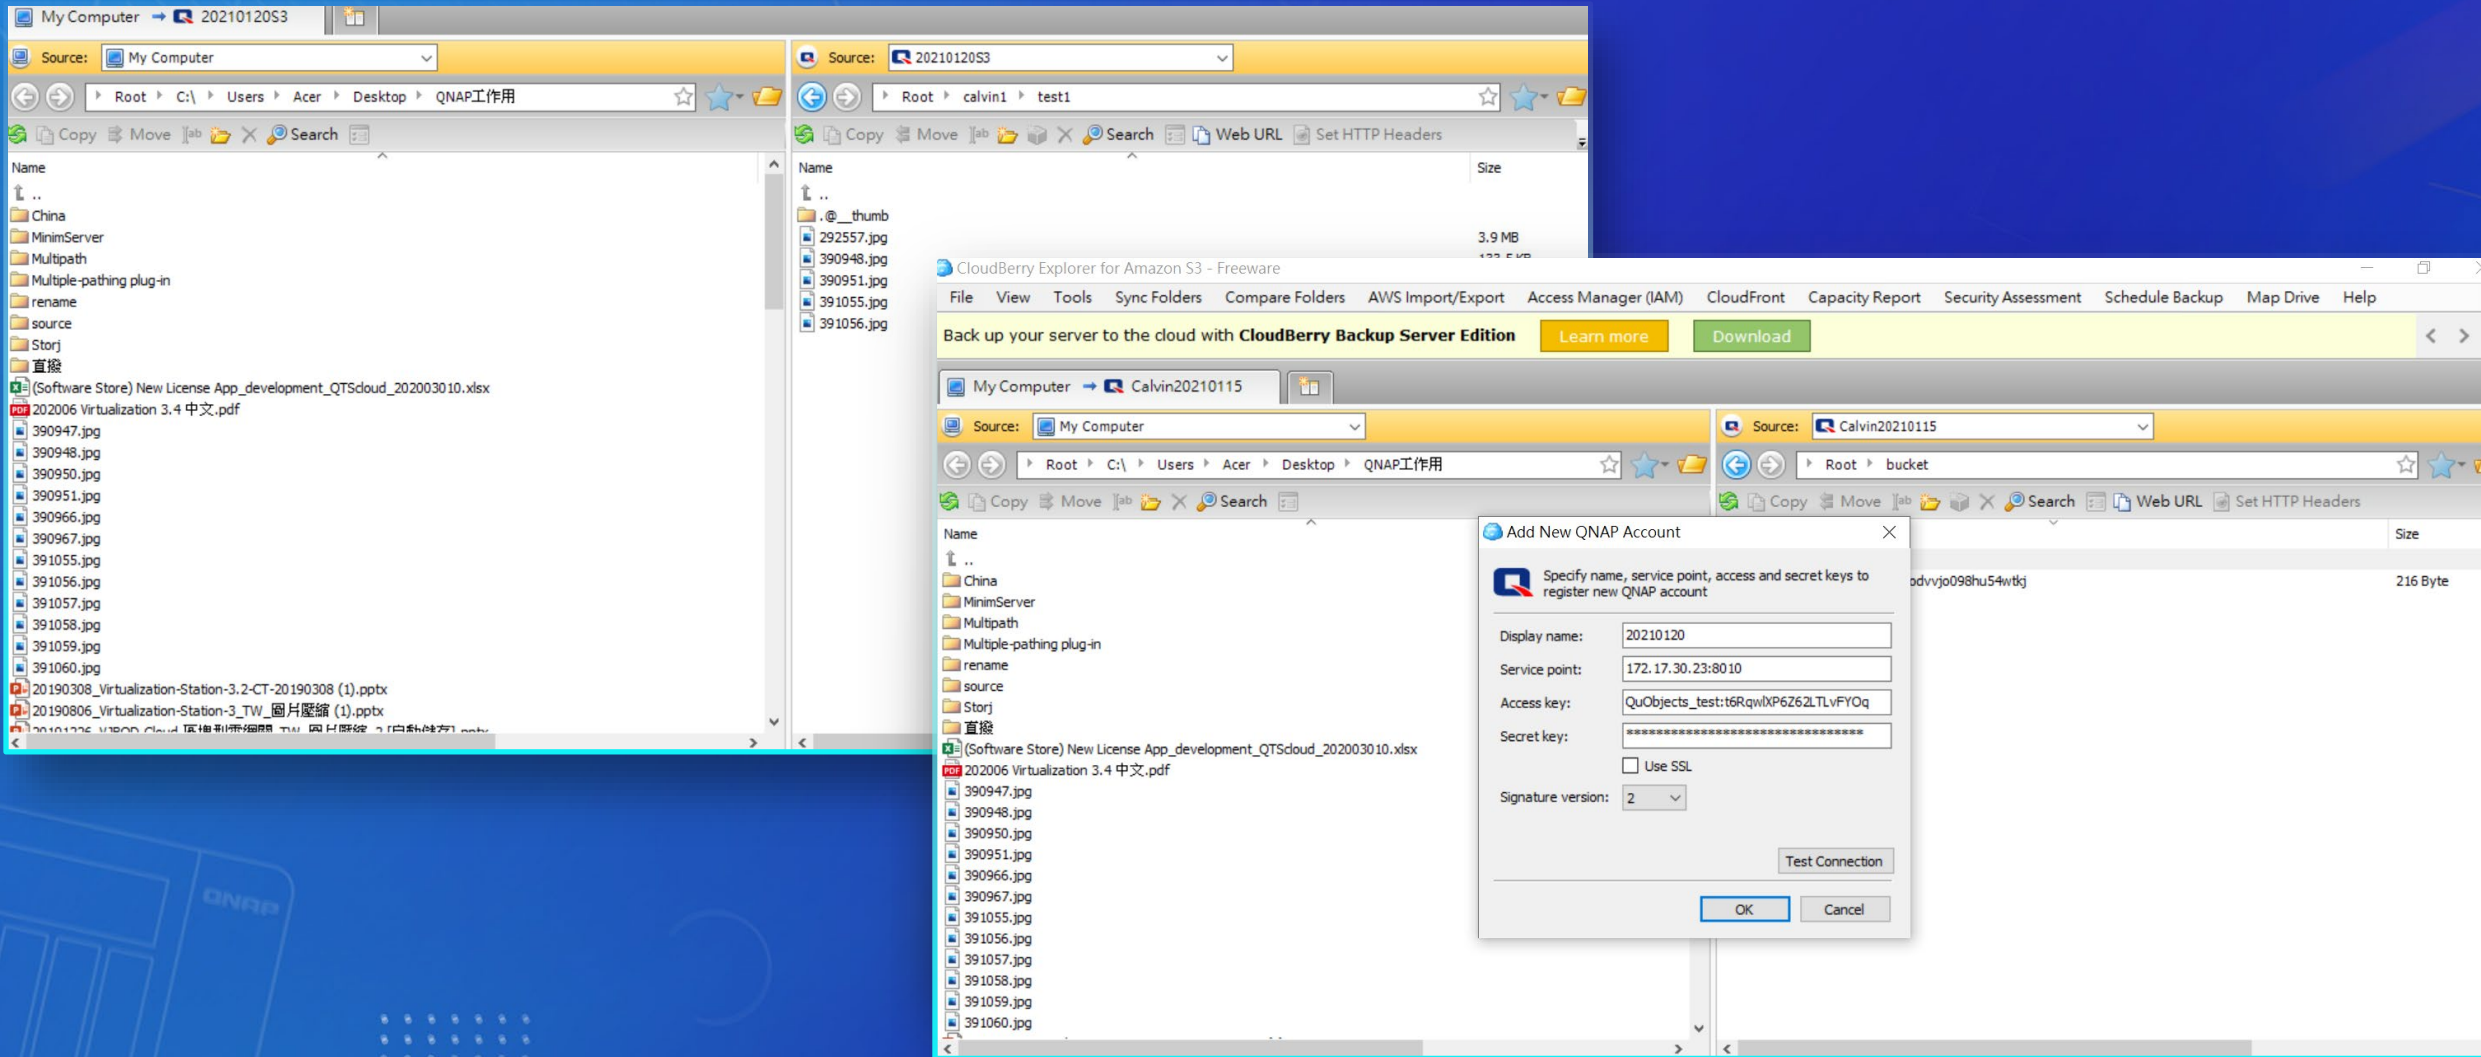 My Computer → 20210120S3
Source: My Computer
Root C:\ Users Acer Desktop QNAP工作用
Copy Move Search
Name
..
China
MinimServer
Multipath
Multiple-pathing plug-in
rename
source
Storj
直撥
(Software Store) New License App_development_QTScloud_202003010.xlsx
202006 Virtualization 3.4 中文.pdf
390947.jpg
390948.jpg
390950.jpg
390951.jpg
390966.jpg
390967.jpg
391055.jpg
391056.jpg
391057.jpg
391058.jpg
391059.jpg
391060.jpg
20190308_Virtualization-Station-3.2-CT-20190308 (1).pptx
20190806_Virtualization-Station-3_TW_圖片壓縮 (1).pptx
Source: 20210120S3
Root calvin1 test1
Copy Move Search Web URL Set HTTP Headers
Name Size
..
.@__thumb
292557.jpg 3.9 MB
390948.jpg
390951.jpg
391055.jpg
391056.jpg
CloudBerry Explorer for Amazon S3 - Freeware
File View Tools Sync Folders Compare Folders AWS Import/Export Access Manager (IAM) CloudFront Capacity Report Security Assessment Schedule Backup Map Drive Help
Back up your server to the cloud with CloudBerry Backup Server Edition Learn more Download
My Computer → Calvin20210115
Source: My Computer
Root C:\ Users Acer Desktop QNAP工作用
Copy Move Search
Name
..
China
MinimServer
Multipath
Multiple-pathing plug-in
rename
source
Storj
直撥
(Software Store) New License App_development_QTScloud_202003010.xlsx
202006 Virtualization 3.4 中文.pdf
390947.jpg
390948.jpg
390950.jpg
390951.jpg
390966.jpg
390967.jpg
391055.jpg
391056.jpg
391057.jpg
391058.jpg
391059.jpg
391060.jpg
Source: Calvin20210115
Root bucket
Copy Move Search Web URL Set HTTP Headers
Size
odvvjo098hu54wtkj 216 Byte
Add New QNAP Account
Specify name, service point, access and secret keys to
register new QNAP account
Display name: 20210120
Service point: 172.17.30.23:8010
Access key: QuObjects_test:t6RqwlXP6Z62LTLvFYOq
Secret key: ********************************
Use SSL
Signature version: 2
Test Connection
OK Cancel
QNAP